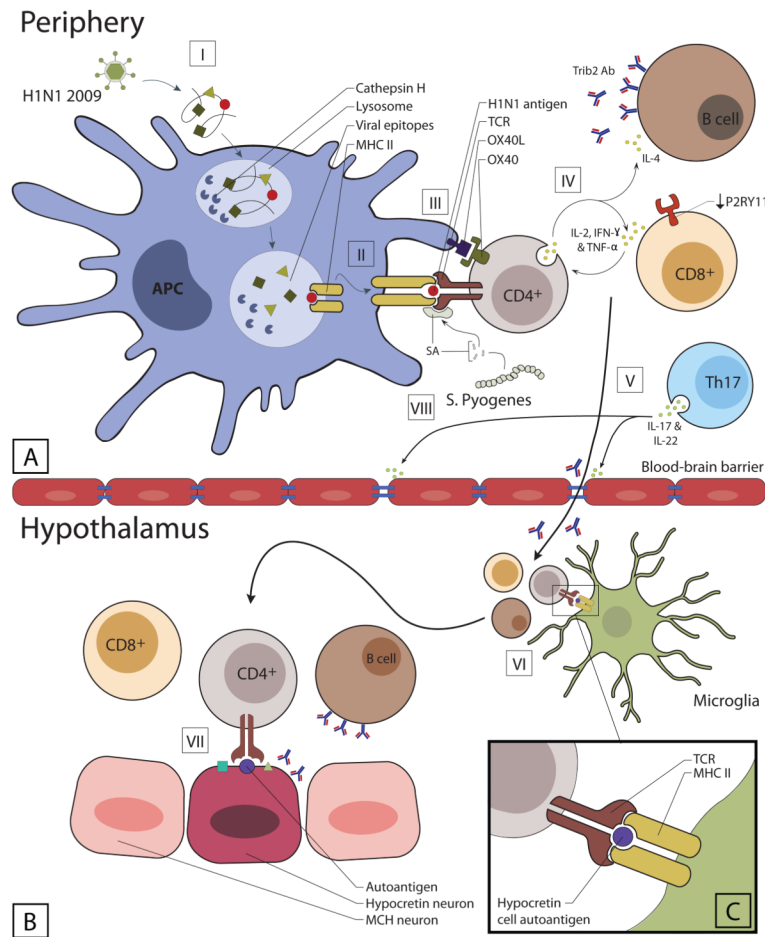 Periphery
I
H1N1 2009
Cathepsin H
Lysosome
Viral epitopes
MHC II
H1N1 antigen
TCR
OX40L
OX40
Trib2 Ab
B cell
IL-4
III
IV
II
IL-2, IFN-Ɣ
& TNF-α
↓P2RY11
CD8+
APC
CD4+
SA
S. Pyogenes
V
Th17
VIII
IL-17 &
IL-22
A
Blood-brain barrier
Hypothalamus
CD8+
CD4+
B cell
VI
Microglia
VII
TCR
MHC II
Autoantigen
Hypocretin neuron
MCH neuron
Hypocretin
cell autoantigen
B
C